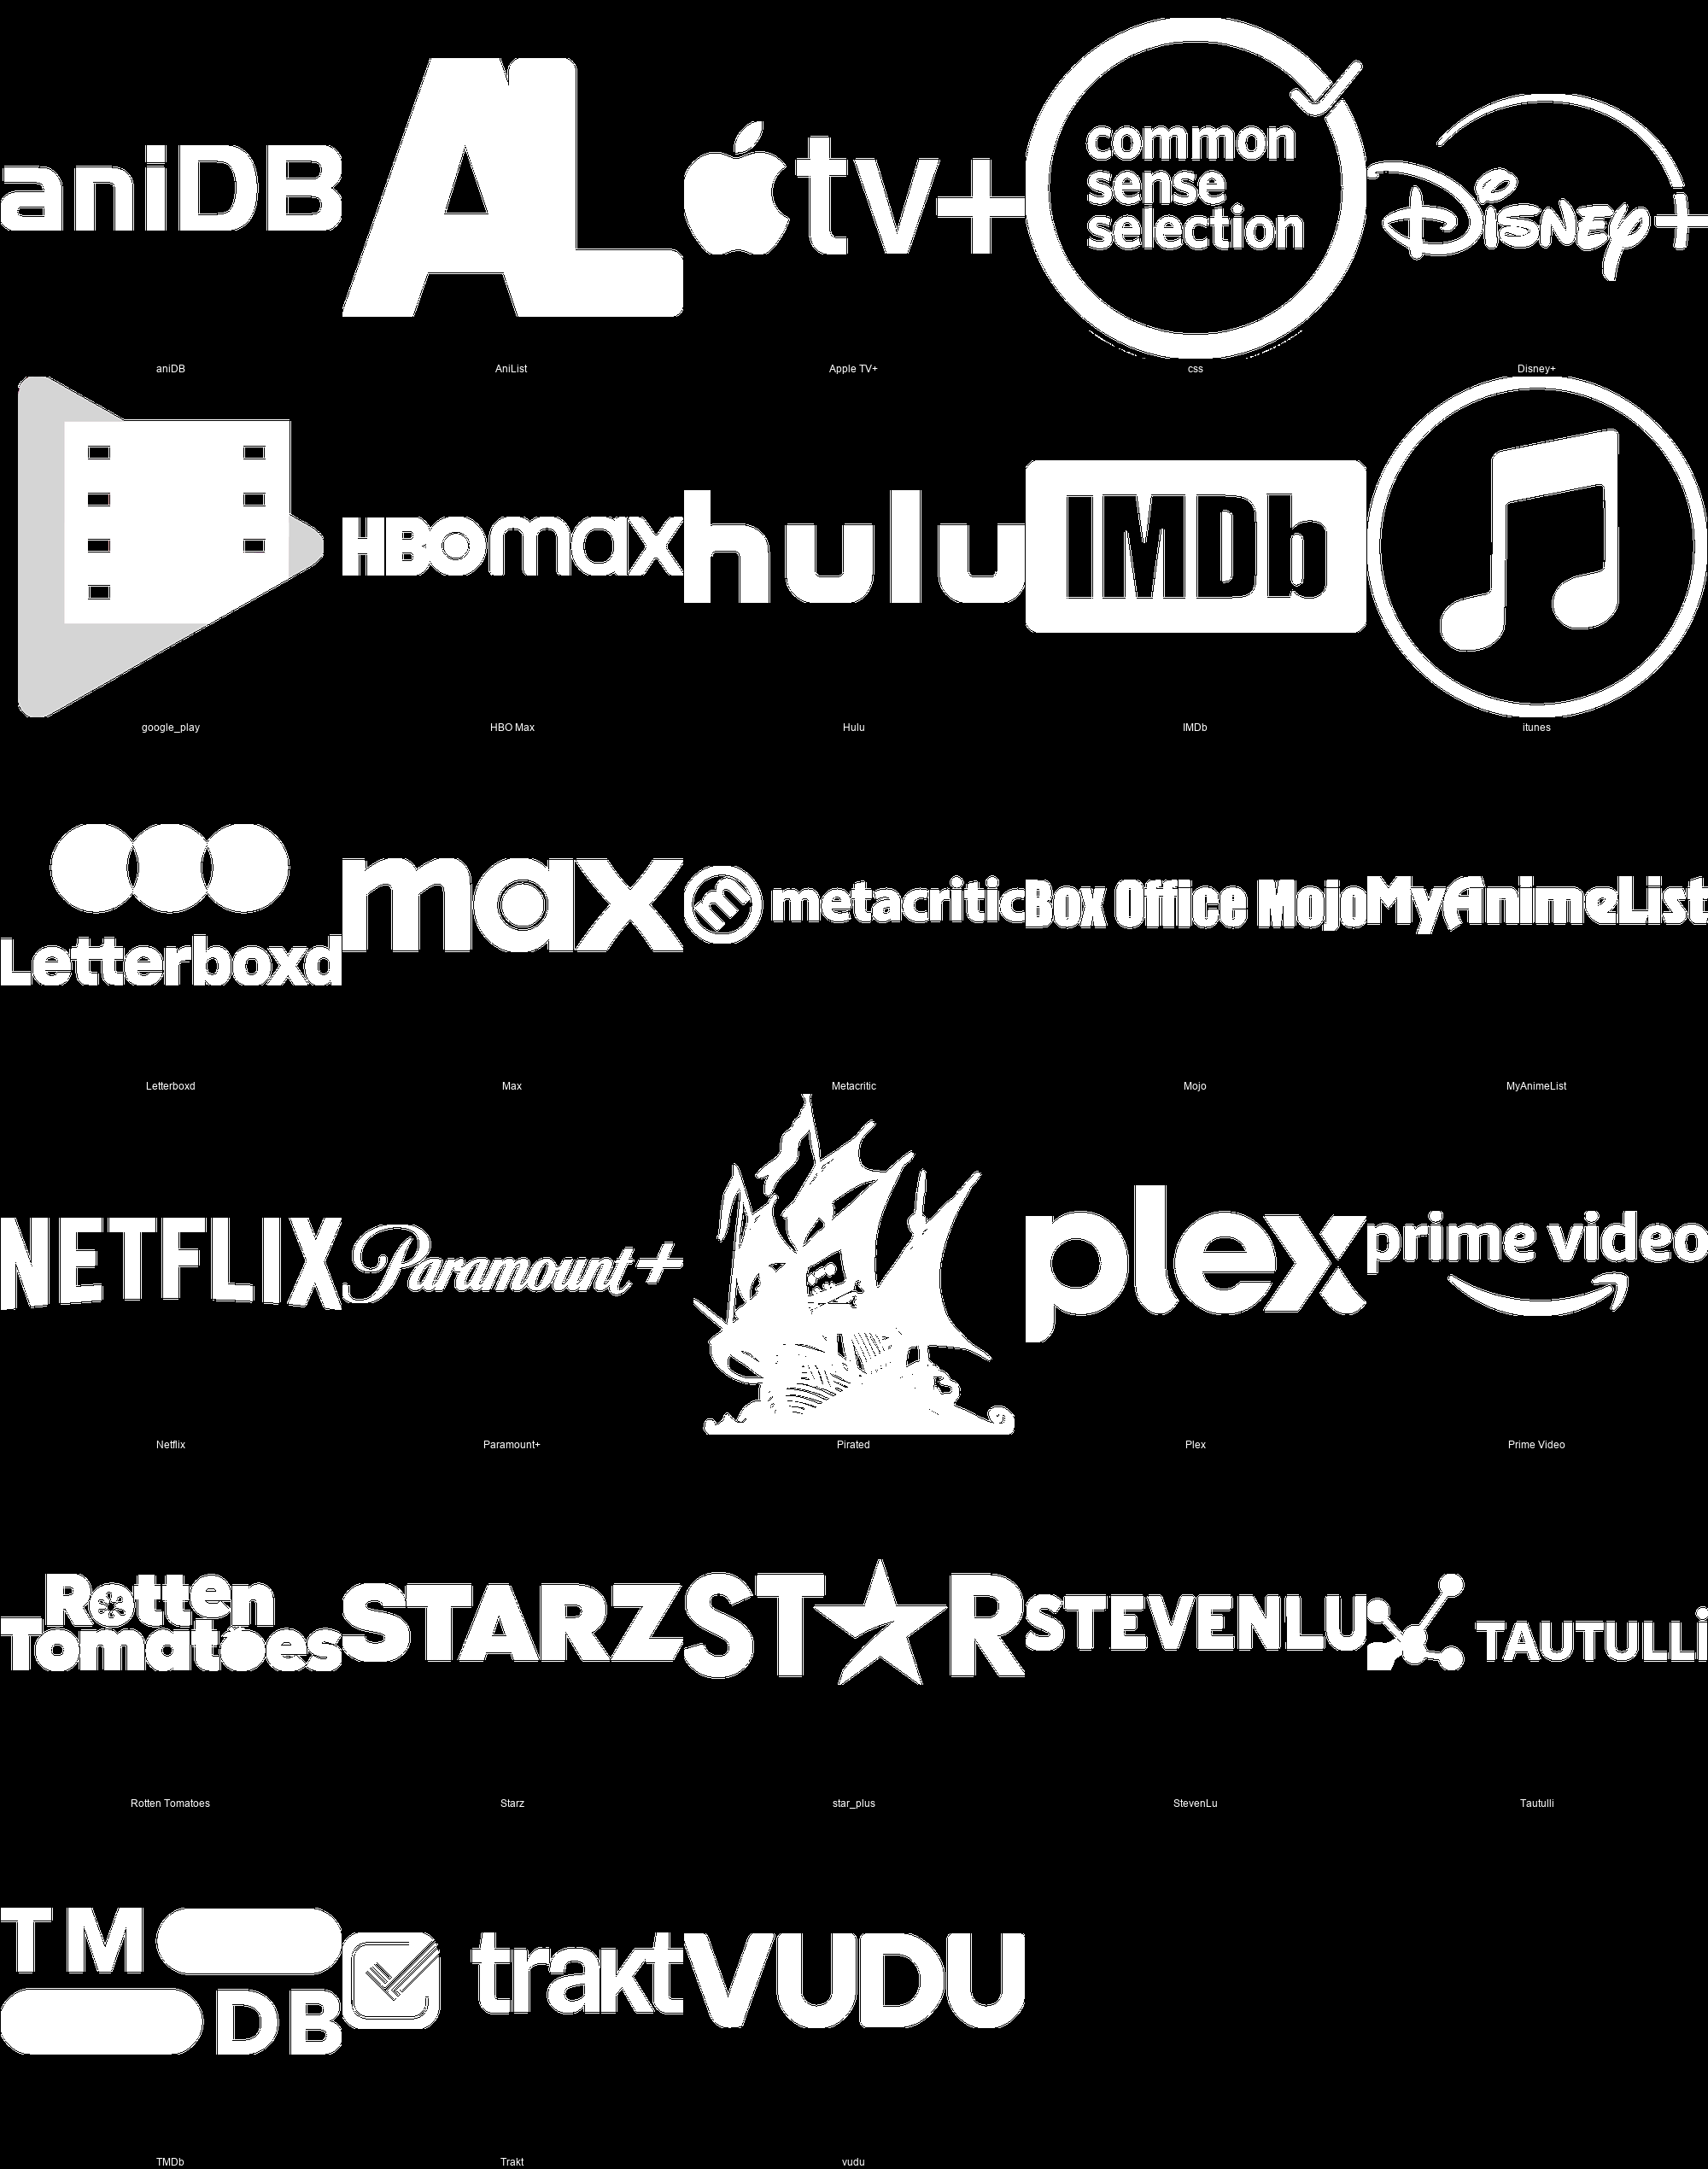 aniDB
AL
tv+
common
sense
selection
Disney+
aniDB
AniList
Apple TV+
css
Disney+
HBOmax
hulu
IMDb
google_play
HBO Max
Hulu
IMDb
itunes
Letterboxd
max
m metacritic
Box Office Mojo
MyAnimeList
Letterboxd
Max
Metacritic
Mojo
MyAnimeList
NETFLIX
Paramount+
plex
prime video
Netflix
Paramount+
Pirated
Plex
Prime Video
Rotten
Tomatoes
STARZ
ST★R
STEVENLU
TAUTULLi
Rotten Tomatoes
Starz
star_plus
StevenLu
Tautulli
TM
DB
trakt
VUDU
TMDb
Trakt
vudu